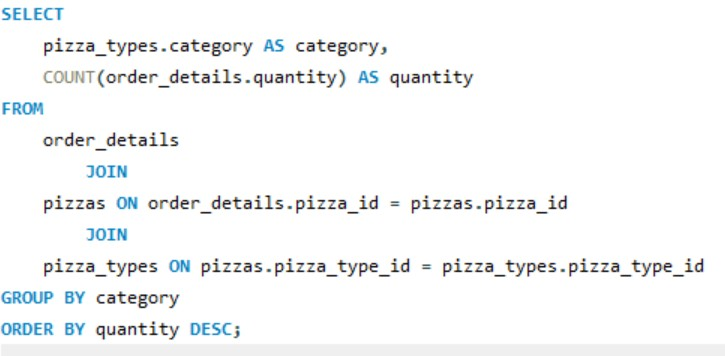 SELECT
pizza_types.category AS category,
COUNT(order_details.quantity) AS quantity
FROM
order_details
JOIN
pizzas ON order_details.pizza_id = pizzas.pizza_id
JOIN
pizza_types ON pizzas.pizza_type_id = pizza_types.pizza_type_id
GROUP BY category
ORDER BY quantity DESC;